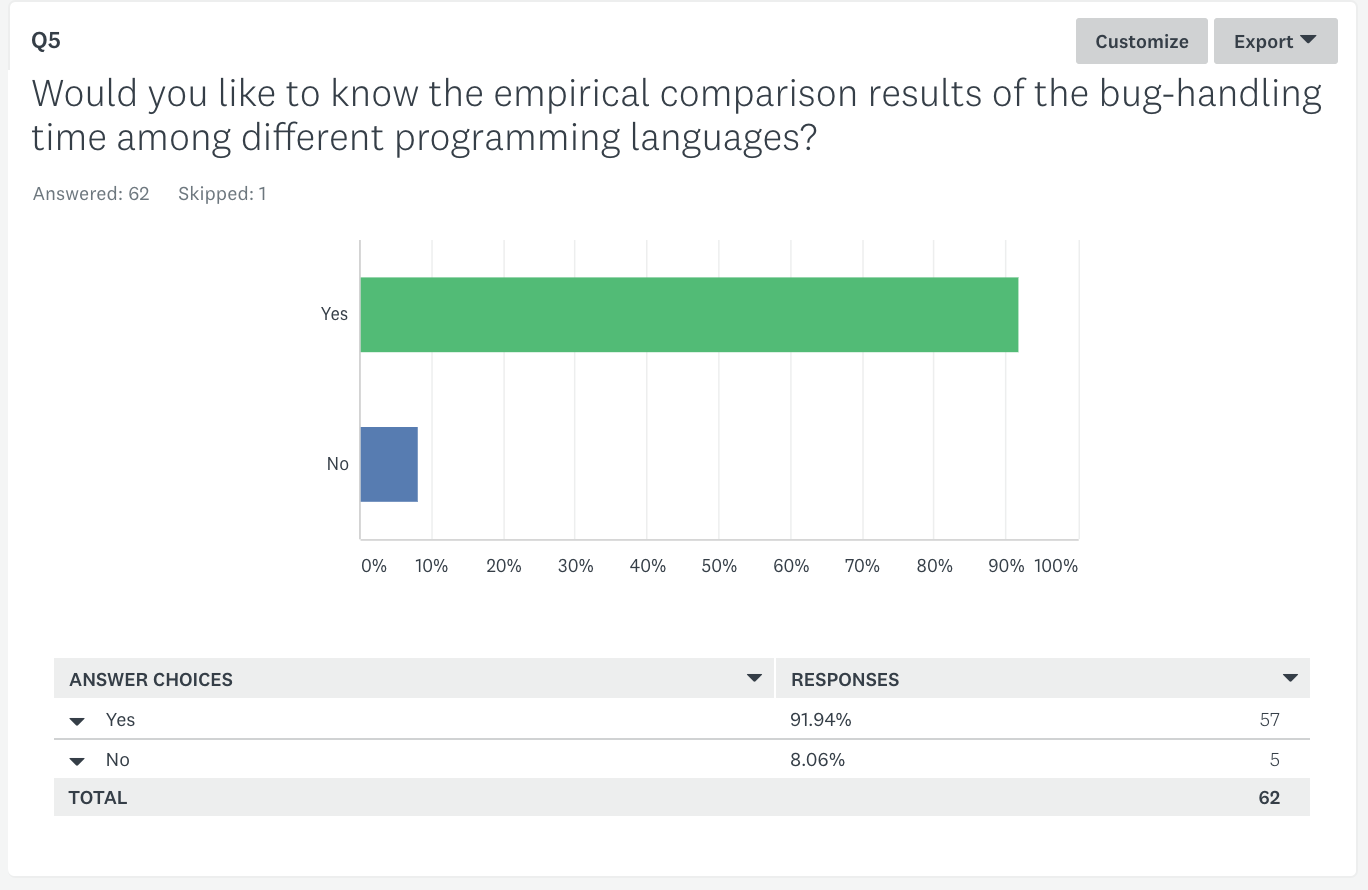 Q5
Customize
Export
Would you like to know the empirical comparison results of the bug-handling
time among different programming languages?
Answered: 62 Skipped: 1
Yes
No
0% 10% 20% 30% 40% 50% 60% 70% 80% 90% 100%
ANSWER CHOICES RESPONSES
Yes 91.94% 57
No 8.06% 5
TOTAL 62